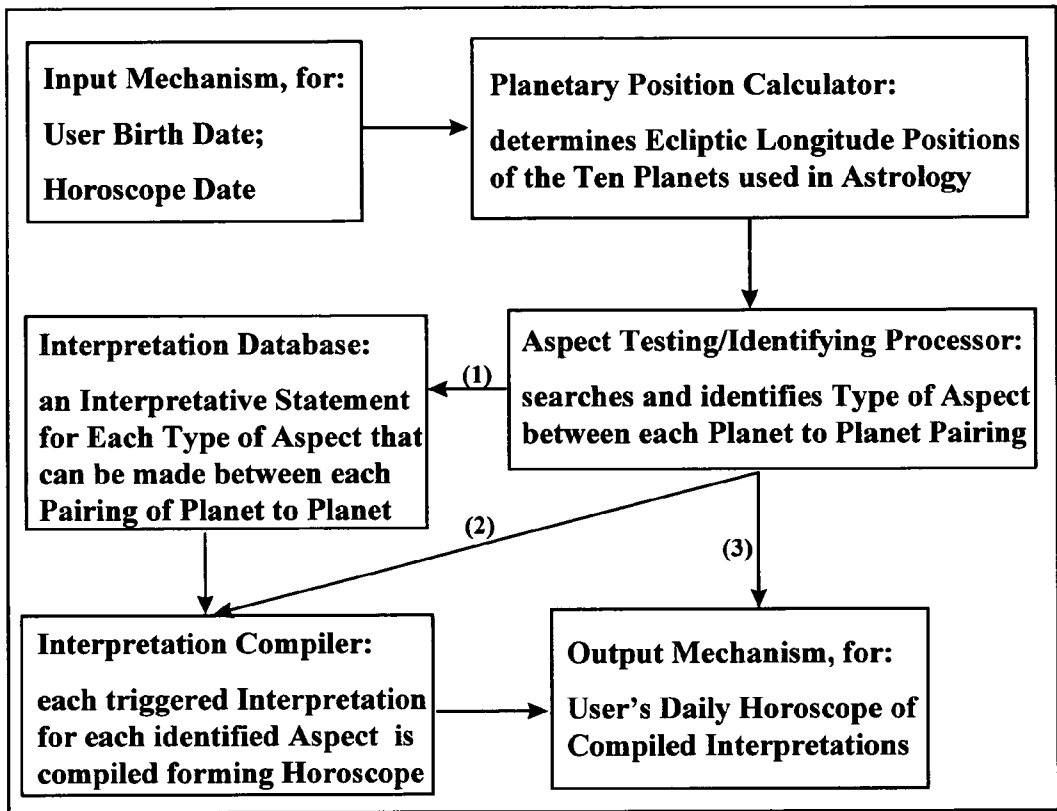 Input Mechanism, for:
User Birth Date;
Horoscope Date
Planetary Position Calculator:
determines Ecliptic Longitude Positions
of the Ten Planets used in Astrology
Interpretation Database:
an Interpretative Statement
for Each Type of Aspect that
can be made between each
Pairing of Planet to Planet
(1)
Aspect Testing/Identifying Processor:
searches and identifies Type of Aspect
between each Planet to Planet Pairing
(2)
(3)
Interpretation Compiler:
each triggered Interpretation
for each identified Aspect is
compiled forming Horoscope
Output Mechanism, for:
User's Daily Horoscope of
Compiled Interpretations